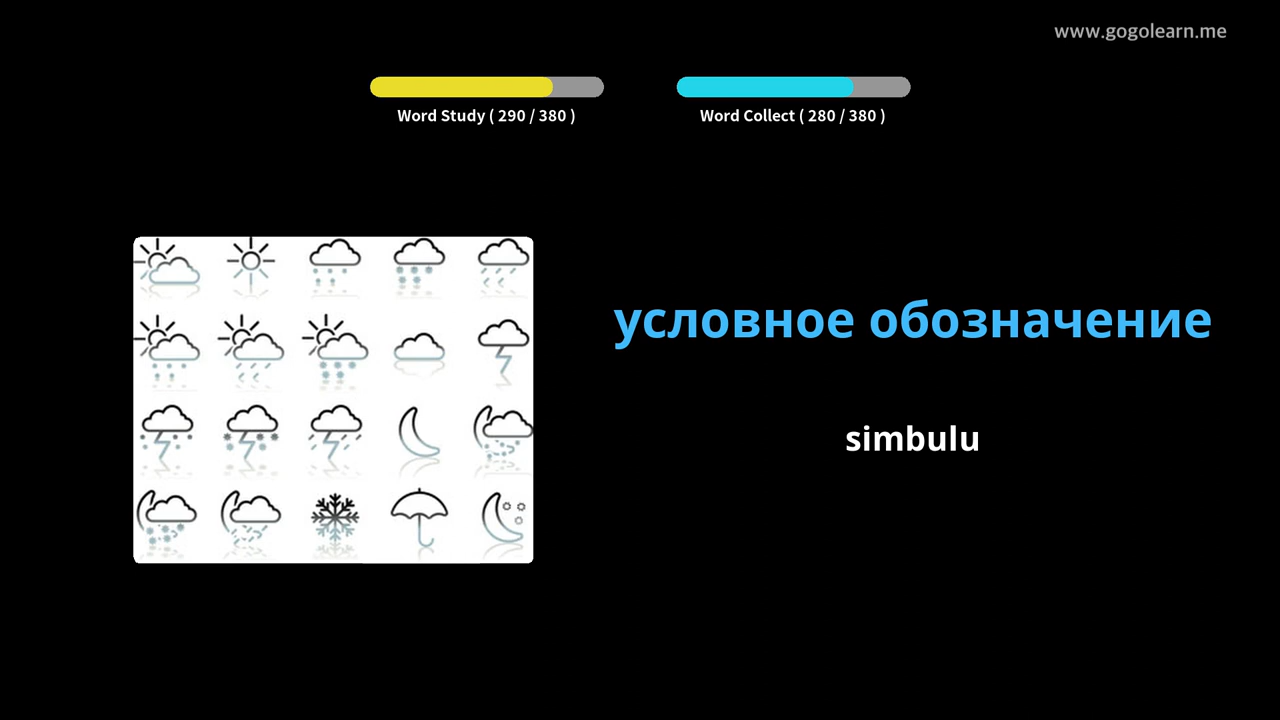 www.gogolearn.me
Word Study ( 290 / 380 )
Word Collect ( 280 / 380 )
условное обозначение
simbulu